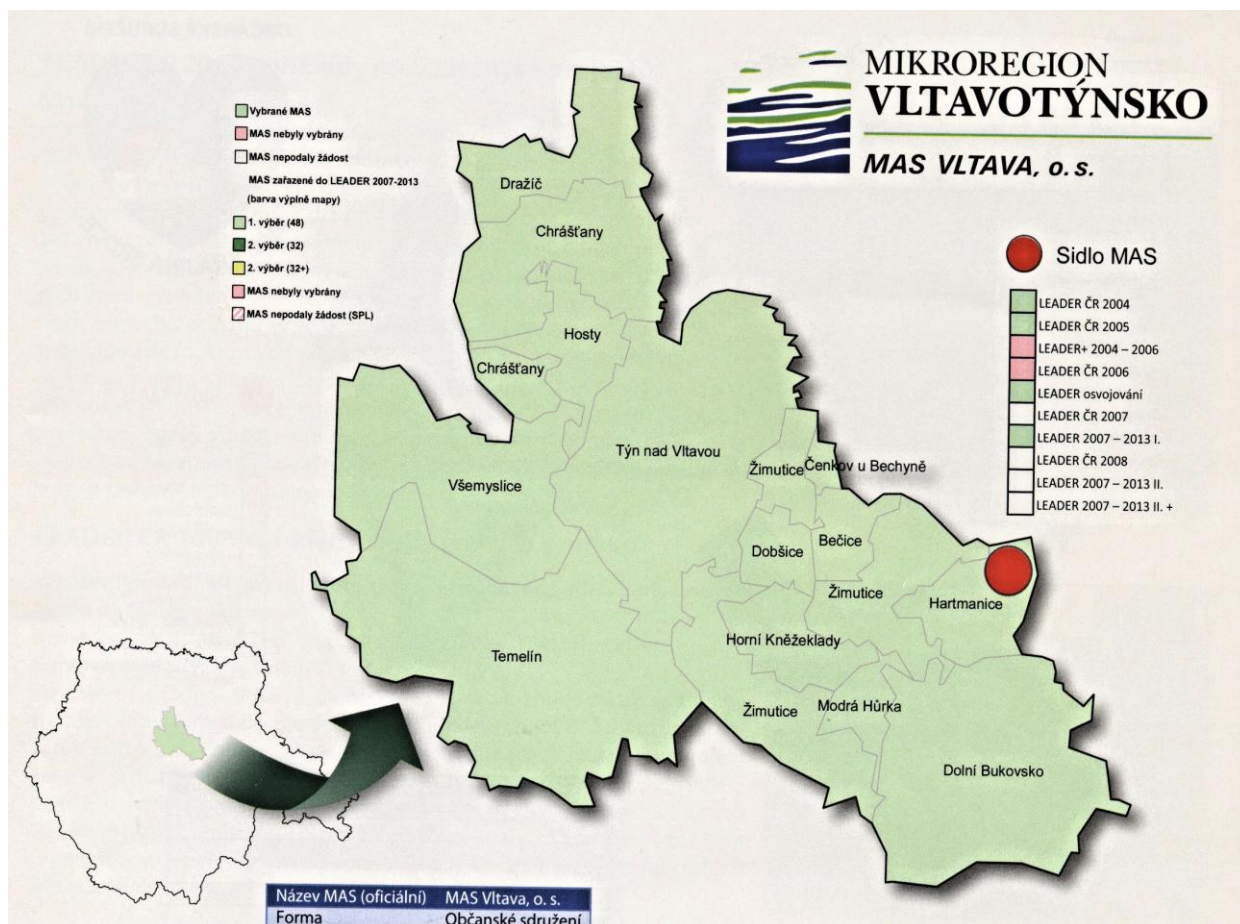 MIKROREGION
VLTAVOTÝNSKO
MAS VLTAVA, o. s.
Vybrané MAS
MAS nebyly vybrány
MAS nepodaly žádost
MAS zařazené do LEADER 2007-2013
(barva výplně mapy)
1. výběr (48)
2. výběr (32)
2. výběr (32+)
MAS nebyly vybrány
MAS nepodaly žádost (SPL)
Sidlo MAS
LEADER ČR 2004
LEADER ČR 2005
LEADER+ 2004 – 2006
LEADER ČR 2006
LEADER osvojování
LEADER ČR 2007
LEADER 2007 – 2013 I.
LEADER ČR 2008
LEADER 2007 – 2013 II.
LEADER 2007 – 2013 II. +
Dražíč
Chrášťany
Hosty
Chrášťany
Týn nad Vltavou
Žimutice
Čenkov u Bechyně
Všemyslice
Bečice
Dobšice
Žimutice
Hartmanice
Horní Kněžeklady
Temelín
Žimutice
Modrá Hůrka
Dolní Bukovsko
Název MAS (oficiální) MAS Vltava, o. s.
Forma Občanské sdružení